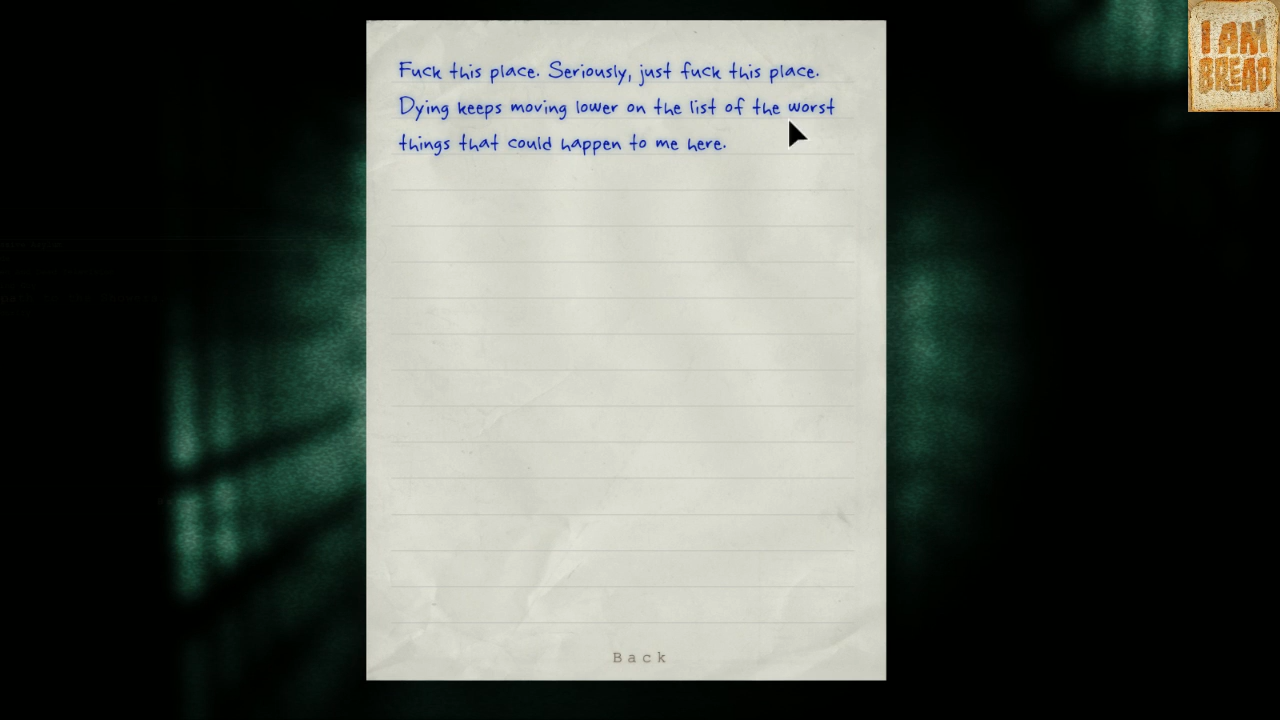 I AM
BREAD
Fuck this place. Seriously, just fuck this place.
Dying keeps moving lower on the list of the worst
things that could happen to me here.
Back